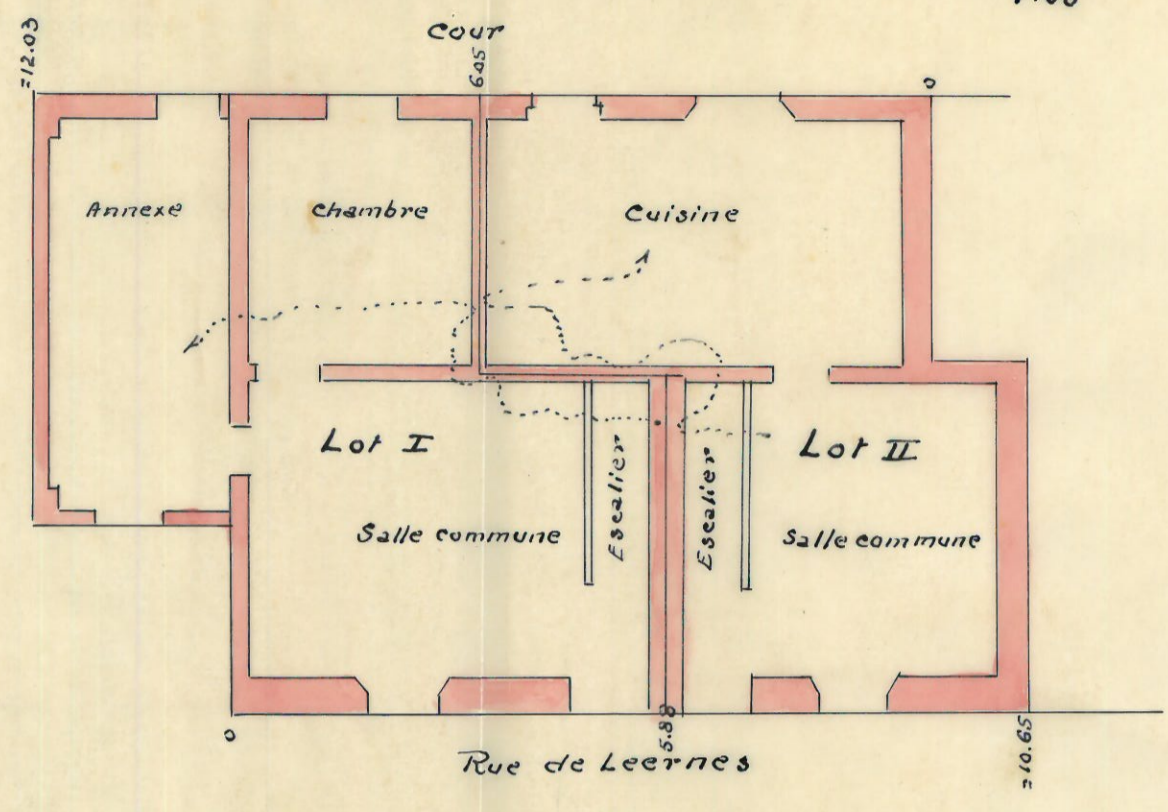 Cour
=12.03
6.05
0
Annexe
Chambre
Cuisine
Lot I
Lot II
Escalier
Escalier
Salle commune
Salle commune
0
5.88
=10.65
Rue de Leernes